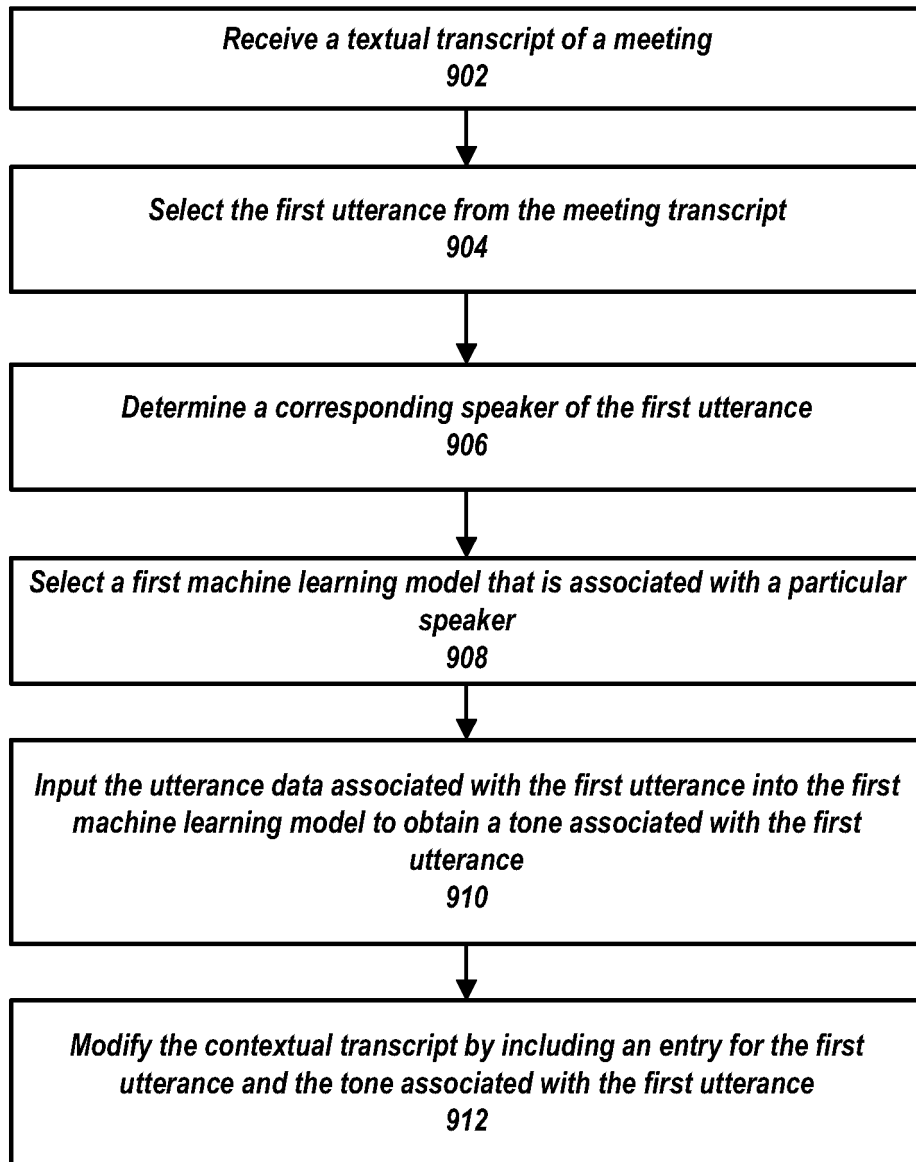 Receive a textual transcript of a meeting
902
Select the first utterance from the meeting transcript
904
Determine a corresponding speaker of the first utterance
906
Select a first machine learning model that is associated with a particular
speaker
908
Input the utterance data associated with the first utterance into the first
machine learning model to obtain a tone associated with the first
utterance
910
Modify the contextual transcript by including an entry for the first
utterance and the tone associated with the first utterance
912